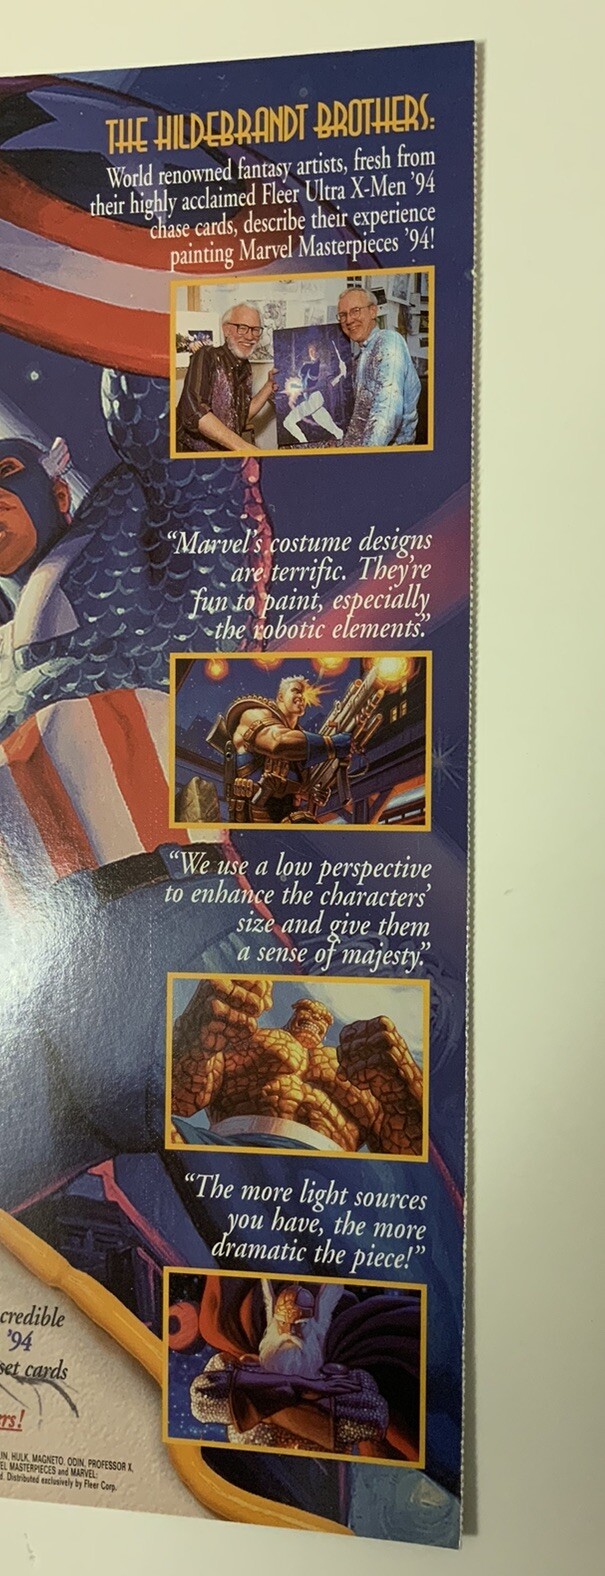 THE HILDEBRANDT BROTHERS:
World renowned fantasy artists, fresh from
their highly acclaimed Fleer Ultra X-Men '94
chase cards, describe their experience
painting Marvel Masterpieces '94!
"Marvel's costume designs
are terrific. They're
fun to paint, especially
the robotic elements."
"We use a low perspective
to enhance the characters'
size and give them
a sense of majesty."
"The more light sources
you have, the more
dramatic the piece!"
credible
'94
set cards
rs!
IN, HULK, MAGNETO, ODIN, PROFESSOR X,
EL MASTERPIECES and MARVEL:
d. Distributed exclusively by Fleer Corp.